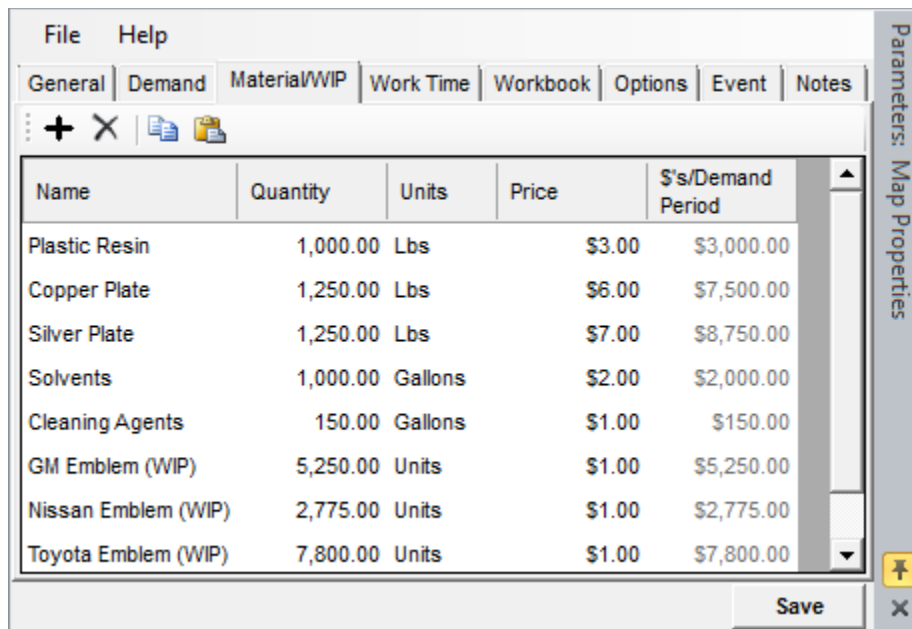 File Help
General Demand Material/WIP Work Time Workbook Options Event Notes
Name Quantity Units Price $'s/Demand Period
Plastic Resin 1,000.00 Lbs $3.00 $3,000.00
Copper Plate 1,250.00 Lbs $6.00 $7,500.00
Silver Plate 1,250.00 Lbs $7.00 $8,750.00
Solvents 1,000.00 Gallons $2.00 $2,000.00
Cleaning Agents 150.00 Gallons $1.00 $150.00
GM Emblem (WIP) 5,250.00 Units $1.00 $5,250.00
Nissan Emblem (WIP) 2,775.00 Units $1.00 $2,775.00
Toyota Emblem (WIP) 7,800.00 Units $1.00 $7,800.00
Save
Parameters: Map Properties